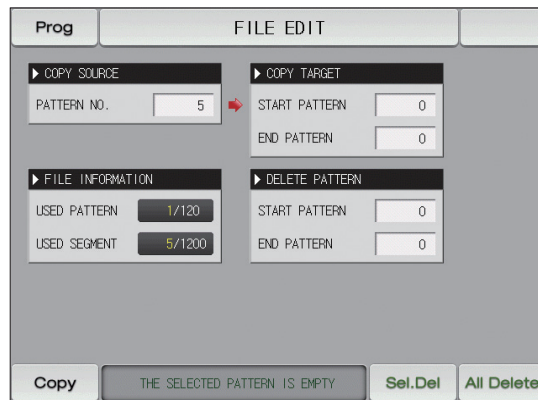 Prog FILE EDIT
▶ COPY SOURCE
PATTERN NO. 5
▶ COPY TARGET
START PATTERN 0
END PATTERN 0
▶ FILE INFORMATION
USED PATTERN 1/120
USED SEGMENT 5/1200
▶ DELETE PATTERN
START PATTERN 0
END PATTERN 0
Copy THE SELECTED PATTERN IS EMPTY Sel.Del All Delete